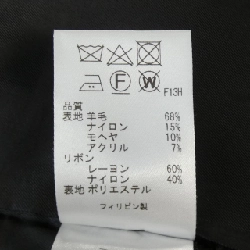 F W
F13H
品質
表地 羊毛 68%
ナイロン 15%
モヘヤ 10%
アクリル 7%
リボン
レーヨン 60%
ナイロン 40%
裏地 ポリエステル
フィリピン製